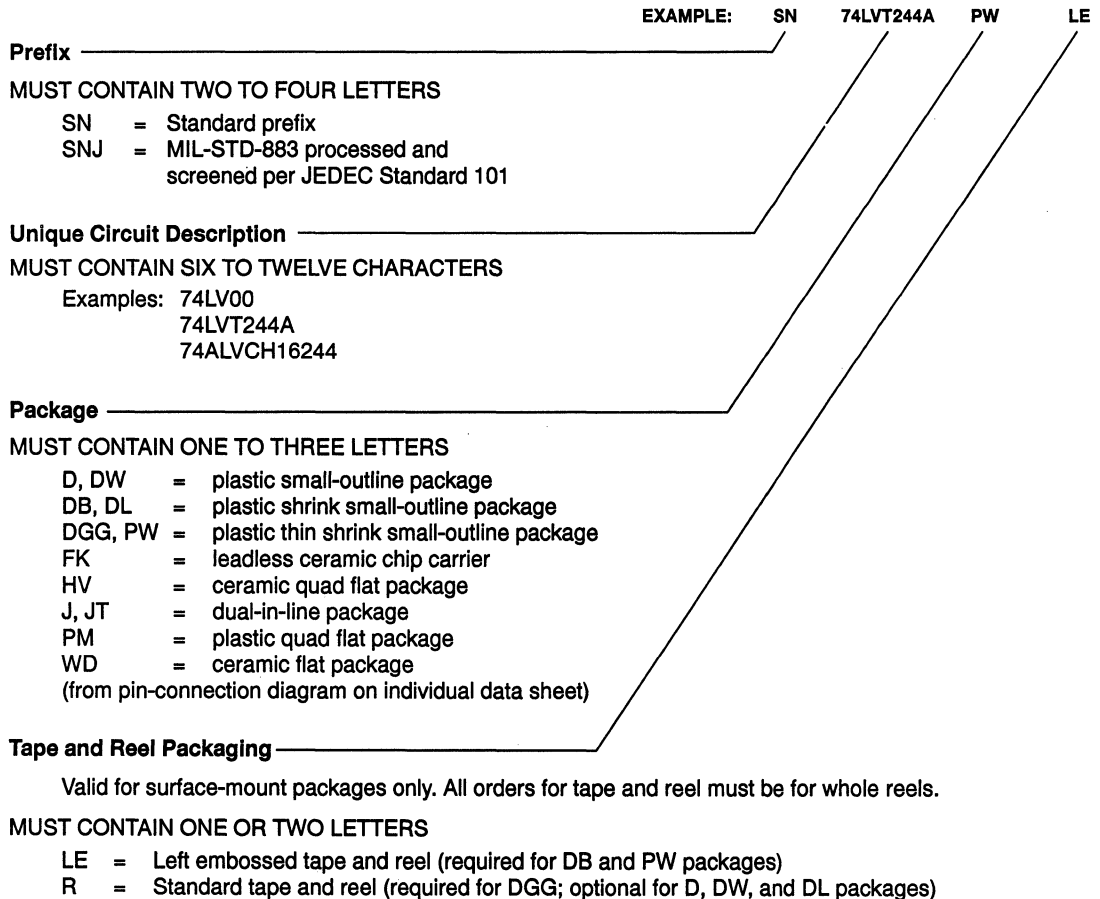 EXAMPLE: SN 74LVT244A PW LE
Prefix
MUST CONTAIN TWO TO FOUR LETTERS
SN = Standard prefix
SNJ = MIL-STD-883 processed and
screened per JEDEC Standard 101
Unique Circuit Description
MUST CONTAIN SIX TO TWELVE CHARACTERS
Examples: 74LV00
74LVT244A
74ALVCH16244
Package
MUST CONTAIN ONE TO THREE LETTERS
D, DW = plastic small-outline package
DB, DL = plastic shrink small-outline package
DGG, PW = plastic thin shrink small-outline package
FK = leadless ceramic chip carrier
HV = ceramic quad flat package
J, JT = dual-in-line package
PM = plastic quad flat package
WD = ceramic flat package
(from pin-connection diagram on individual data sheet)
Tape and Reel Packaging
Valid for surface-mount packages only. All orders for tape and reel must be for whole reels.
MUST CONTAIN ONE OR TWO LETTERS
LE = Left embossed tape and reel (required for DB and PW packages)
R = Standard tape and reel (required for DGG; optional for D, DW, and DL packages)